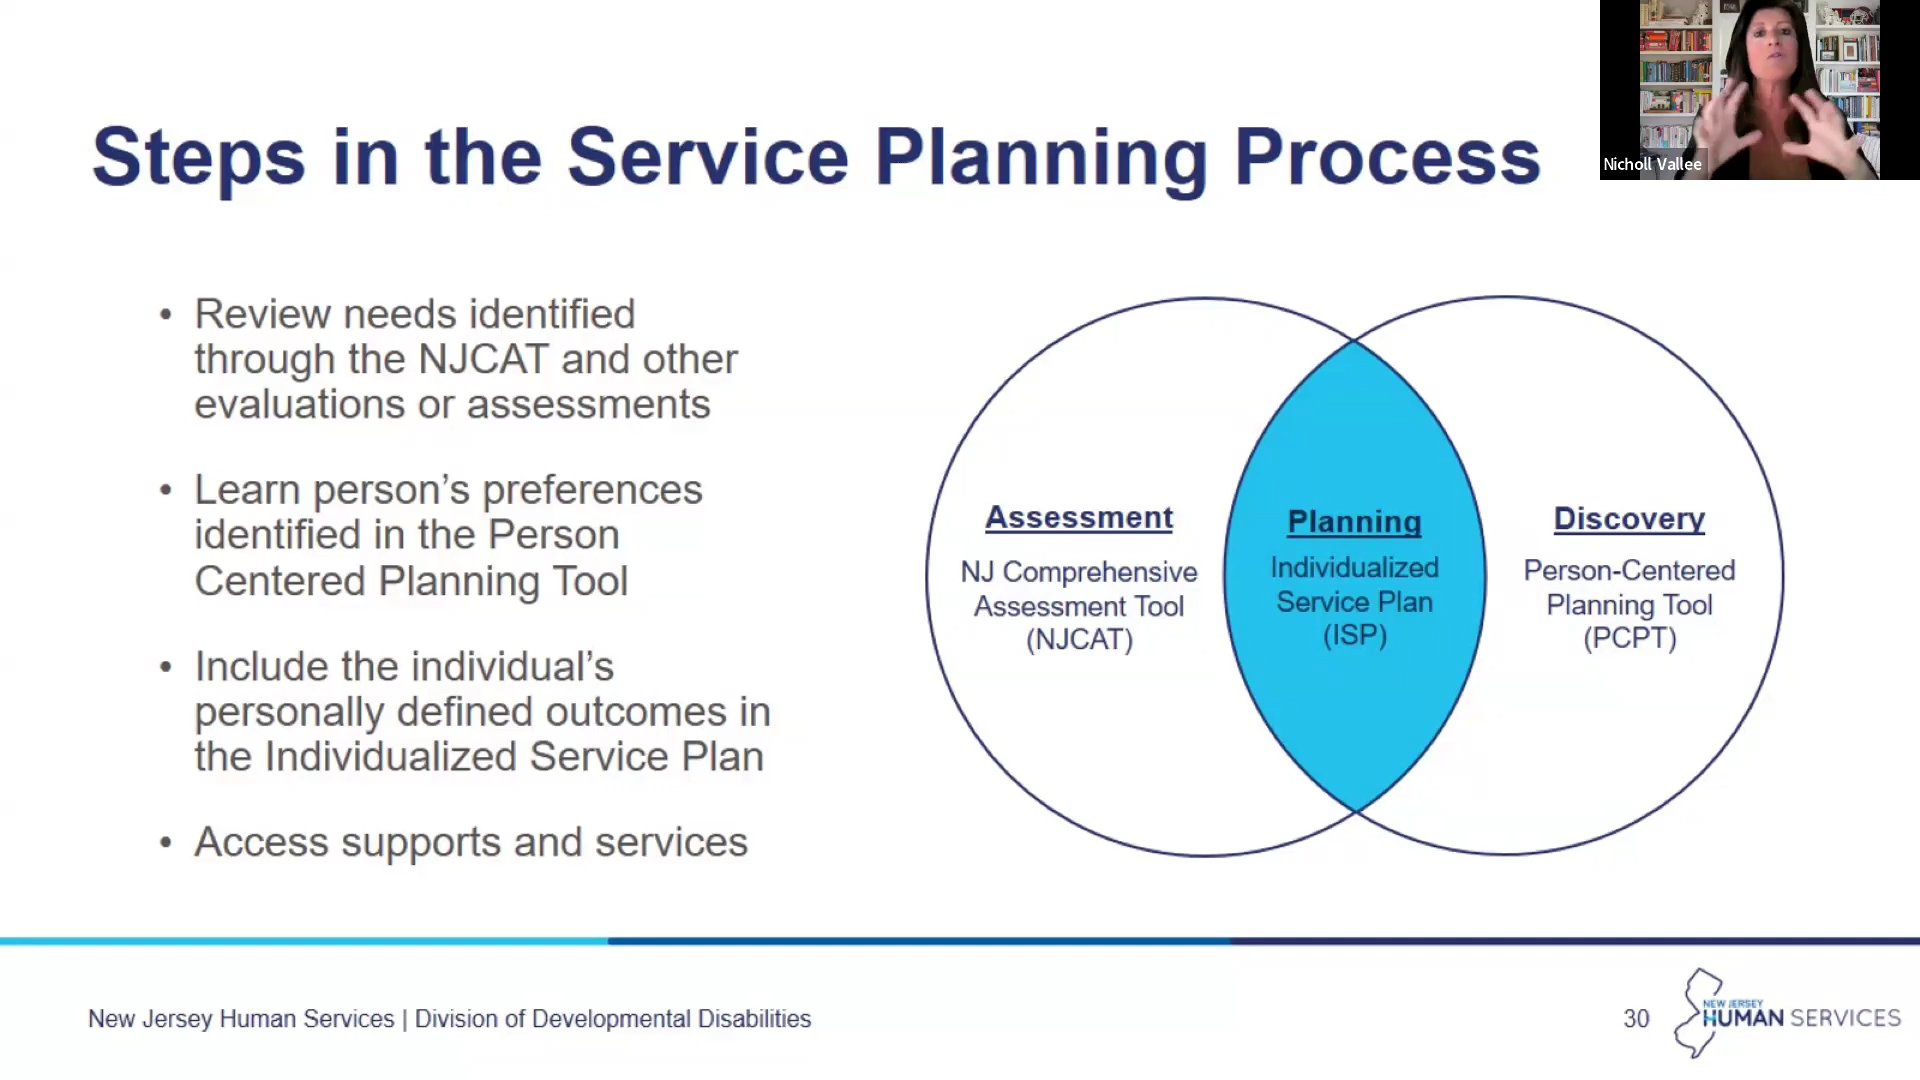 Nicholl Vallee
Steps in the Service Planning Process
• Review needs identified
through the NJCAT and other
evaluations or assessments
• Learn person’s preferences
identified in the Person
Centered Planning Tool
• Include the individual’s
personally defined outcomes in
the Individualized Service Plan
• Access supports and services
Assessment
NJ Comprehensive
Assessment Tool
(NJCAT)
Planning
Individualized
Service Plan
(ISP)
Discovery
Person-Centered
Planning Tool
(PCPT)
New Jersey Human Services | Division of Developmental Disabilities
30
NEW JERSEY
HUMAN SERVICES